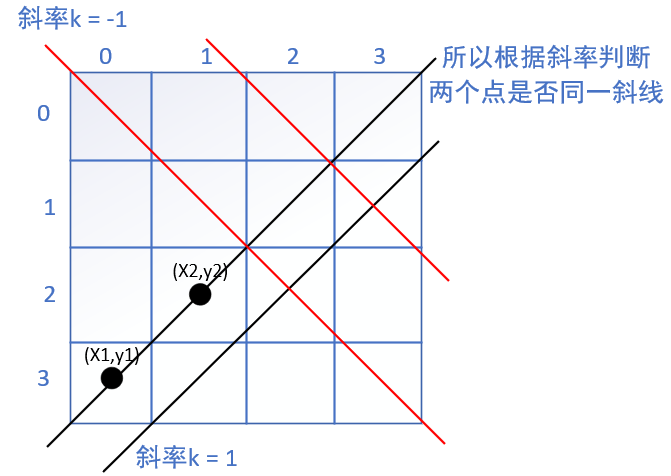 斜率k = -1
0 1 2 3
所以根据斜率判断
两个点是否同一斜线
0
1
2
3
(X2,y2)
(X1,y1)
斜率k = 1